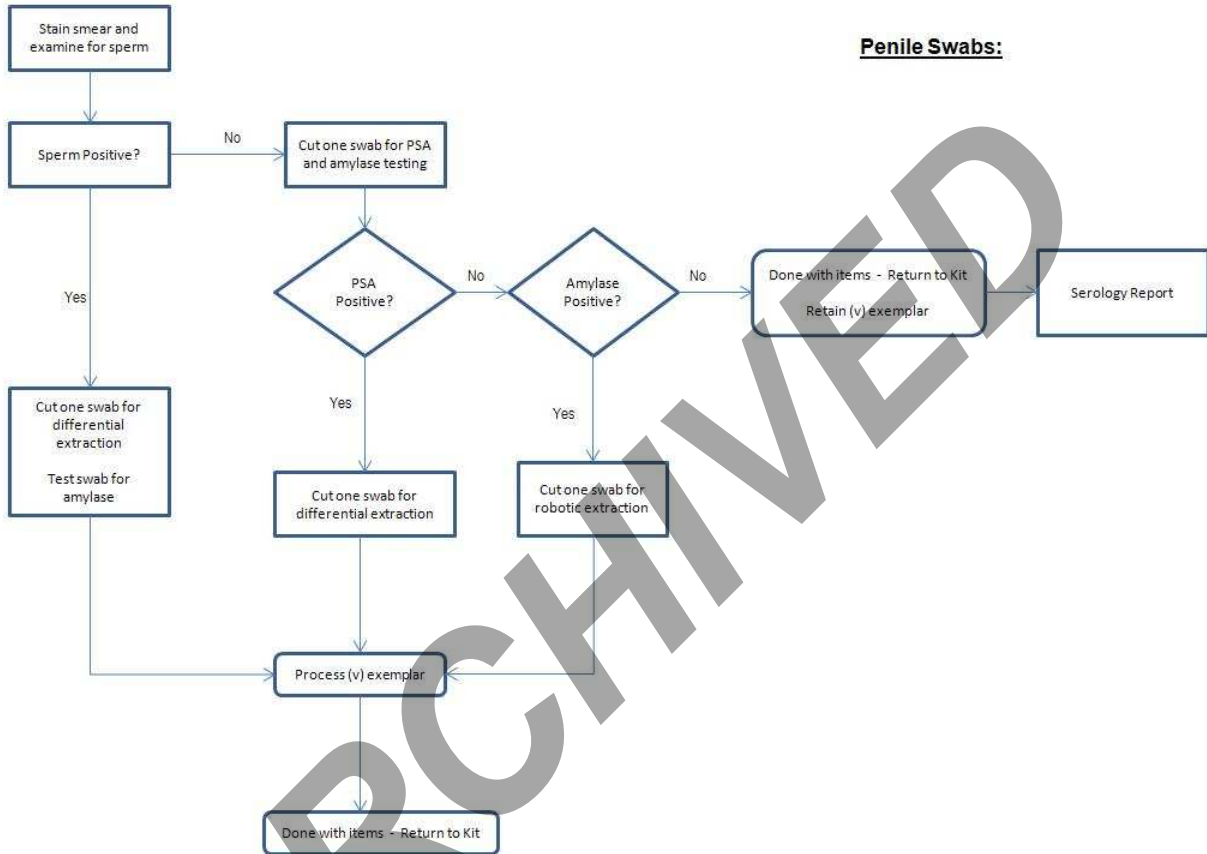 Penile Swabs:
Stain smear and
examine for sperm
Sperm Positive?
No
Cut one swab for PSA
and amylase testing
Yes
PSA
Positive?
No
Amylase
Positive?
No
Done with items - Return to Kit
Retain (v) exemplar
Serology Report
Cut one swab for
differential
extraction
Test swab for
amylase
Yes
Cut one swab for
differential extraction
Yes
Cut one swab for
robotic extraction
Process (v) exemplar
Done with items - Return to Kit
RCHIVED